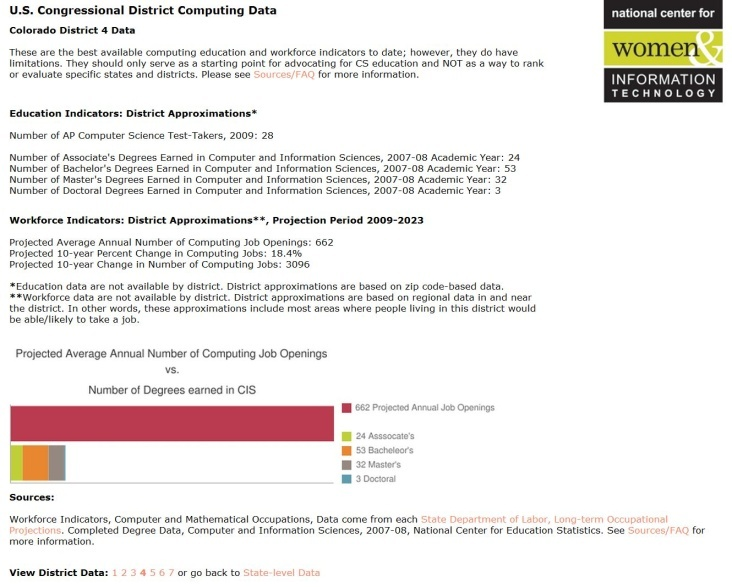 U.S. Congressional District Computing Data
national center for
women&
INFORMATION
TECHNOLOGY
Colorado District 4 Data
These are the best available computing education and workforce indicators to date; however, they do have
limitations. They should only serve as a starting point for advocating for CS education and NOT as a way to rank
or evaluate specific states and districts. Please see Sources/FAQ for more information.
Education Indicators: District Approximations*
Number of AP Computer Science Test-Takers, 2009: 28
Number of Associate's Degrees Earned in Computer and Information Sciences, 2007-08 Academic Year: 24
Number of Bachelor's Degrees Earned in Computer and Information Sciences, 2007-08 Academic Year: 53
Number of Master's Degrees Earned in Computer and Information Sciences, 2007-08 Academic Year: 32
Number of Doctoral Degrees Earned in Computer and Information Sciences, 2007-08 Academic Year: 3
Workforce Indicators: District Approximations**, Projection Period 2009-2023
Projected Average Annual Number of Computing Job Openings: 662
Projected 10-year Percent Change in Computing Jobs: 18.4%
Projected 10-year Change in Number of Computing Jobs: 3096
*Education data are not available by district. District approximations are based on zip code-based data.
**Workforce data are not available by district. District approximations are based on regional data in and near
the district. In other words, these approximations include most areas where people living in this district would
be able/likely to take a job.
Projected Average Annual Number of Computing Job Openings
vs.
Number of Degrees earned in CIS
662 Projected Annual Job Openings
24 Asssocate's
53 Bacheleor's
32 Master's
3 Doctoral
Sources:
Workforce Indicators, Computer and Mathematical Occupations, Data come from each State Department of Labor, Long-term Occupational
Projections. Completed Degree Data, Computer and Information Sciences, 2007-08, National Center for Education Statistics. See Sources/FAQ for
more information.
View District Data: 1 2 3 4 5 6 7 or go back to State-level Data